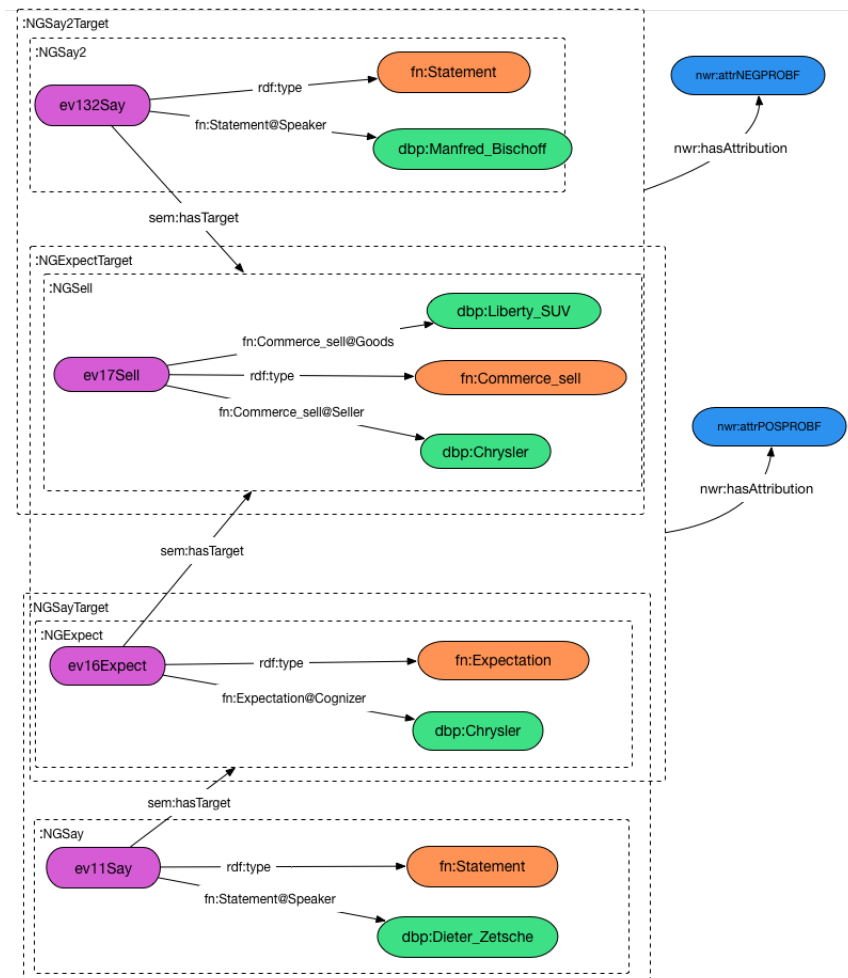 :NGSay2Target
:NGSay2
fn:Statement
nwr:attrNEGPROBF
rdf:type
ev132Say
fn:Statement@Speaker
dbp:Manfred_Bischoff
nwr:hasAttribution
sem:hasTarget
:NGExpectTarget
:NGSell
dbp:Liberty_SUV
fn:Commerce_sell@Goods
ev17Sell
rdf:type
fn:Commerce_sell
fn:Commerce_sell@Seller
nwr:attrPOSPROBF
dbp:Chrysler
nwr:hasAttribution
sem:hasTarget
:NGSayTarget
:NGExpect
ev16Expect
rdf:type
fn:Expectation
fn:Expectation@Cognizer
dbp:Chrysler
sem:hasTarget
:NGSay
ev11Say
rdf:type
fn:Statement
fn:Statement@Speaker
dbp:Dieter_Zetsche